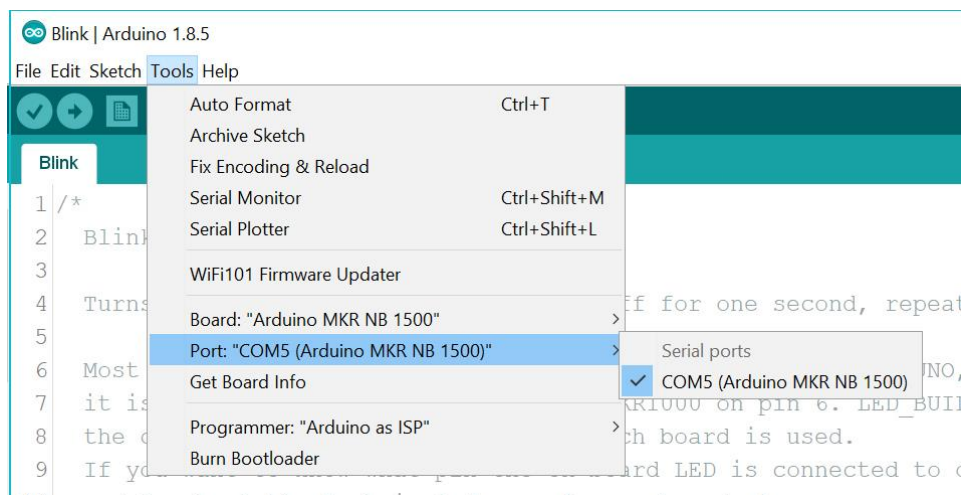 Blink | Arduino 1.8.5
File Edit Sketch Tools Help
Auto Format Ctrl+T
Archive Sketch
Blink
Fix Encoding & Reload
1 /*
Serial Monitor Ctrl+Shift+M
2 Blink
Serial Plotter Ctrl+Shift+L
3
WiFi101 Firmware Updater
4 Turns ff for one second, repeat
Board: "Arduino MKR NB 1500"
5
Port: "COM5 (Arduino MKR NB 1500)"
Serial ports
6 Most UNO,
Get Board Info
COM5 (Arduino MKR NB 1500)
7 it is on pin 6. LED_BUI
Programmer: "Arduino as ISP"
8 the ch board is used.
Burn Bootloader
9 If LED is connected to